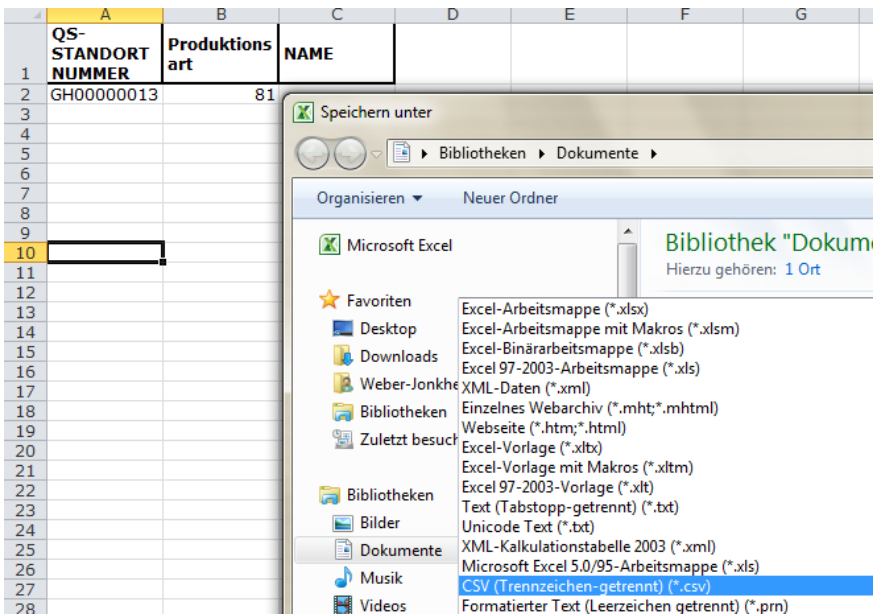 A B C D E F G
1 QS-STANDORT NUMMER Produktions art NAME
2 GH00000013 81
3
4
5
6
7
8
9
10
11
12
13
14
15
16
17
18
19
20
21
22
23
24
25
26
27
28
Speichern unter
Bibliotheken Dokumente
Organisieren Neuer Ordner
Microsoft Excel
Favoriten
Desktop
Downloads
Weber-Jonkhe
Bibliotheken
Zuletzt besuch
Bibliotheken
Bilder
Dokumente
Musik
Videos
Bibliothek "Dokum
Hierzu gehören: 1 Ort
Excel-Arbeitsmappe (*.xlsx)
Excel-Arbeitsmappe mit Makros (*.xlsm)
Excel-Binärarbeitsmappe (*.xlsb)
Excel 97-2003-Arbeitsmappe (*.xls)
XML-Daten (*.xml)
Einzelnes Webarchiv (*.mht;*.mhtml)
Webseite (*.htm;*.html)
Excel-Vorlage (*.xltx)
Excel-Vorlage mit Makros (*.xltm)
Excel 97-2003-Vorlage (*.xlt)
Text (Tabstopp-getrennt) (*.txt)
Unicode Text (*.txt)
XML-Kalkulationstabelle 2003 (*.xml)
Microsoft Excel 5.0/95-Arbeitsmappe (*.xls)
CSV (Trennzeichen-getrennt) (*.csv)
Formatierter Text (Leerzeichen getrennt) (*.prn)